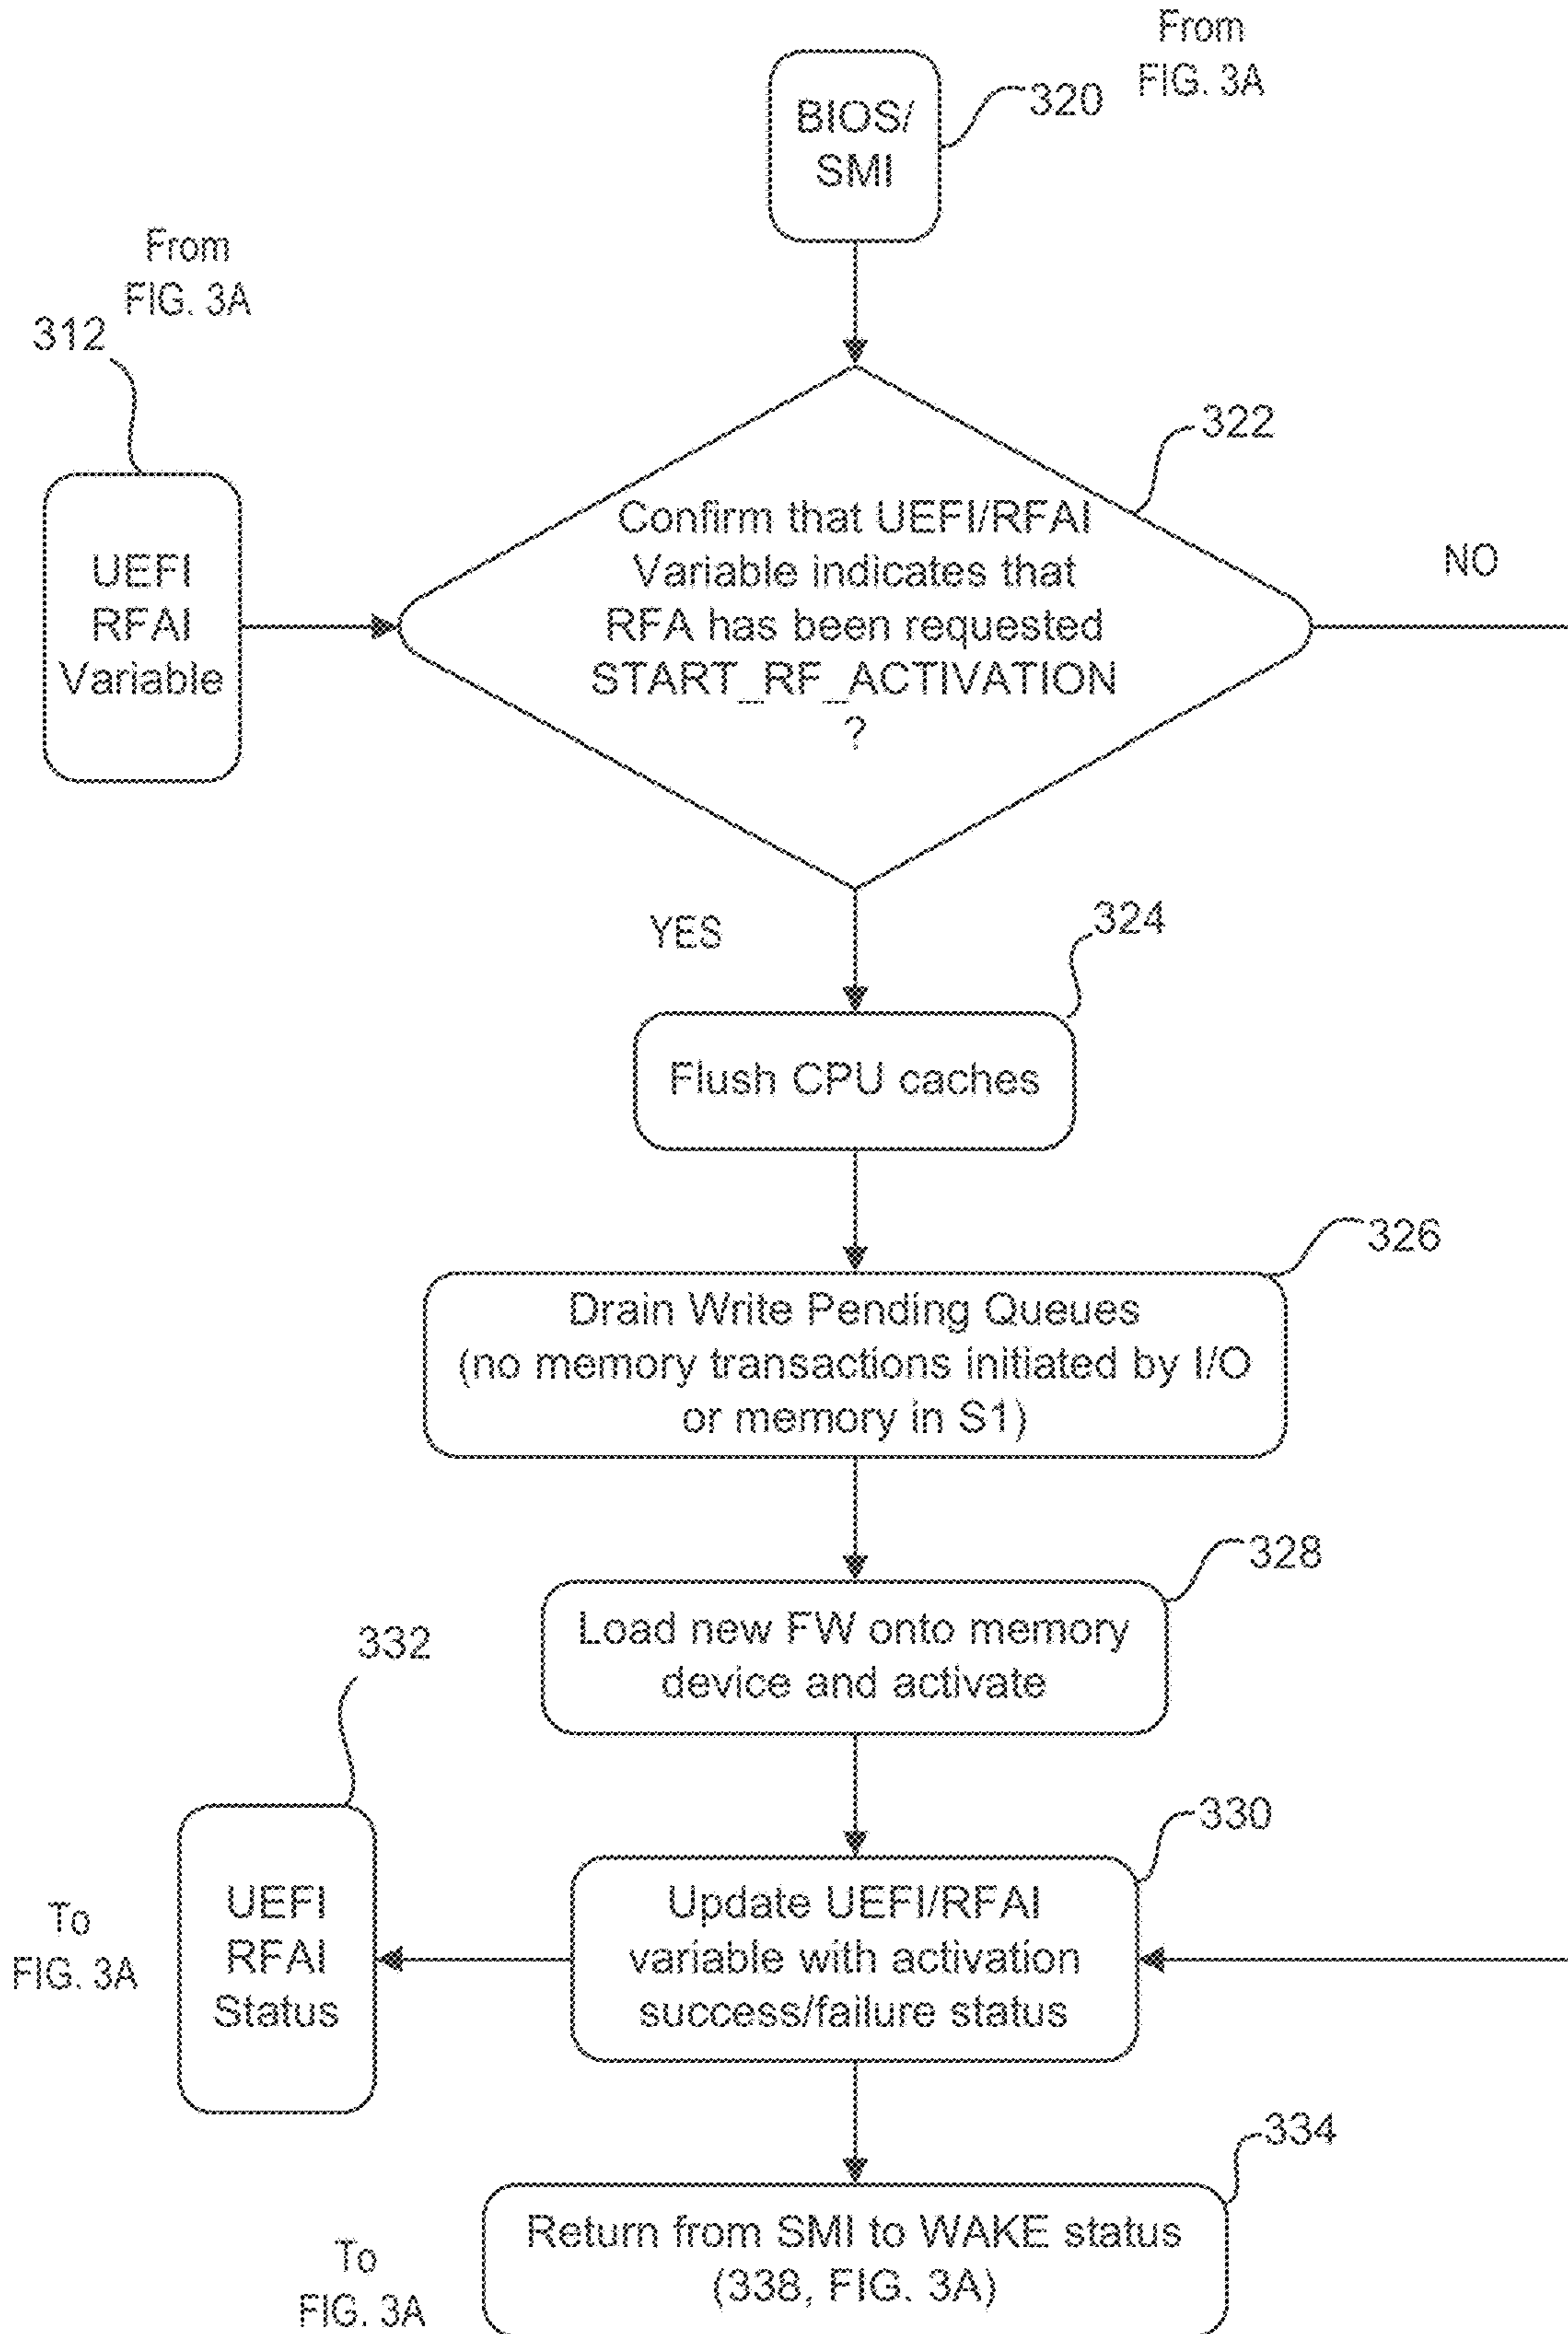 From
FIG. 3A
320
BIOS/
SMI
From
FIG. 3A
312
UEFI
RFAI
Variable
322
Confirm that UEFI/RFAI
Variable indicates that
RFA has been requested
START_RF_ACTIVATION
?
NO
YES
324
Flush CPU caches
326
Drain Write Pending Queues
(no memory transactions initiated by I/O
or memory in S1)
328
Load new FW onto memory
device and activate
332
330
UEFI
RFAI
Status
To
FIG. 3A
Update UEFI/RFAI
variable with activation
success/failure status
334
Return from SMI to WAKE status
(338, FIG. 3A)
To
FIG. 3A